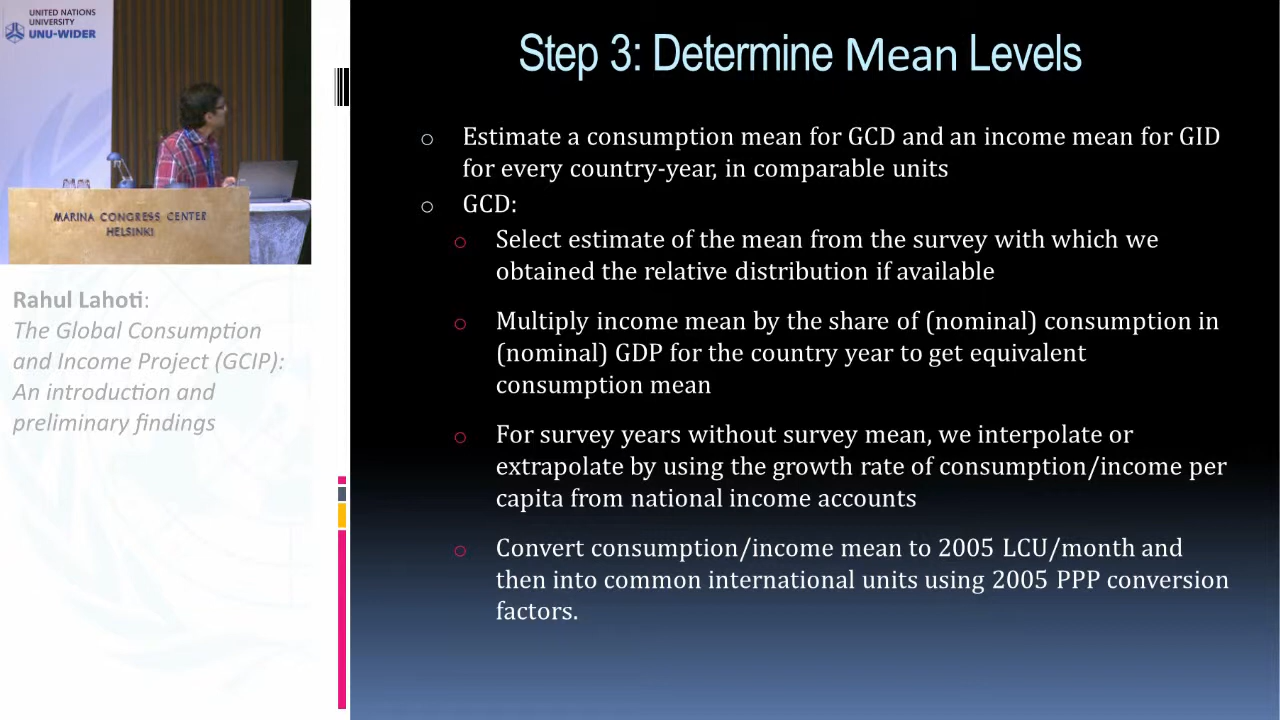 UNITED NATIONS
UNIVERSITY
UNU-WIDER
MARINA CONGRESS CENTER
HELSINKI
Rahul Lahoti:
The Global Consumption
and Income Project (GCIP):
An introduction and
preliminary findings
Step 3: Determine Mean Levels
o Estimate a consumption mean for GCD and an income mean for GID
for every country-year, in comparable units
o GCD:
o Select estimate of the mean from the survey with which we
obtained the relative distribution if available
o Multiply income mean by the share of (nominal) consumption in
(nominal) GDP for the country year to get equivalent
consumption mean
o For survey years without survey mean, we interpolate or
extrapolate by using the growth rate of consumption/income per
capita from national income accounts
o Convert consumption/income mean to 2005 LCU/month and
then into common international units using 2005 PPP conversion
factors.